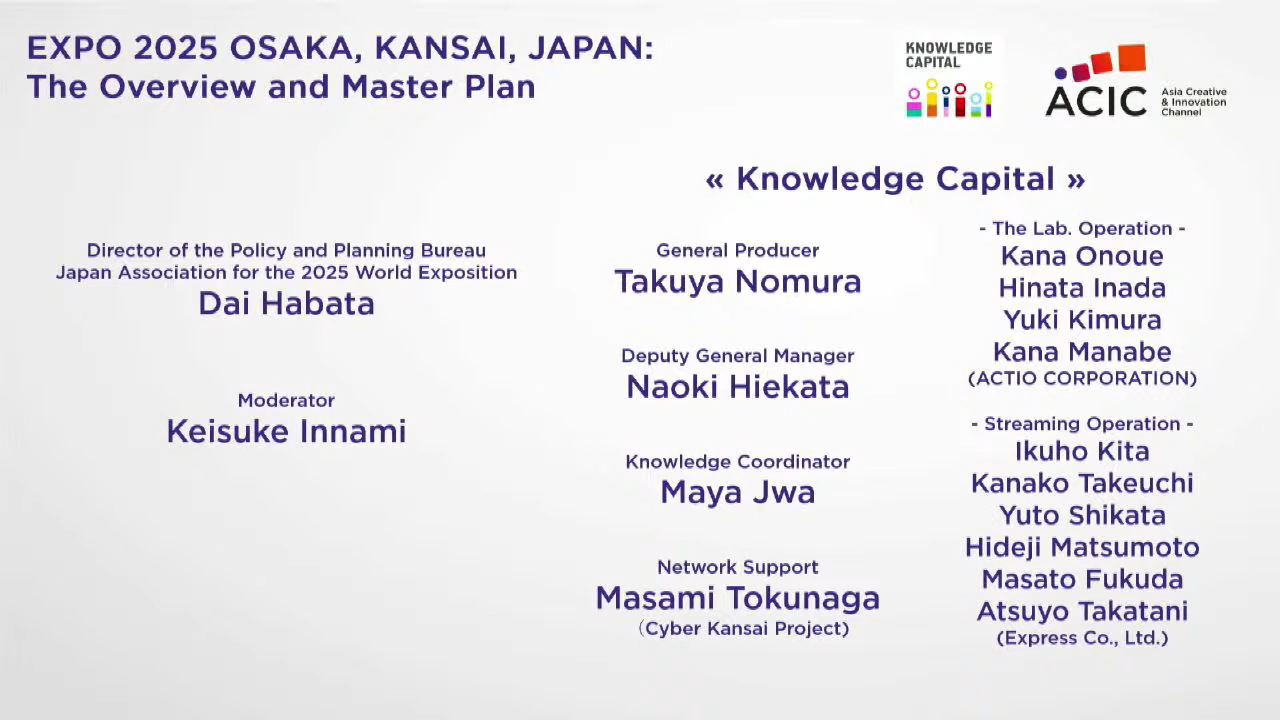 EXPO 2025 OSAKA, KANSAI, JAPAN:
The Overview and Master Plan
KNOWLEDGE
CAPITAL
ACIC
Asia Creative
& Innovation
Channel
Director of the Policy and Planning Bureau
Japan Association for the 2025 World Exposition
Dai Habata
Moderator
Keisuke Innami
« Knowledge Capital »
General Producer
Takuya Nomura
Deputy General Manager
Naoki Hiekata
Knowledge Coordinator
Maya Jwa
Network Support
Masami Tokunaga
(Cyber Kansai Project)
- The Lab. Operation -
Kana Onoue
Hinata Inada
Yuki Kimura
Kana Manabe
(ACTIO CORPORATION)
- Streaming Operation -
Ikuho Kita
Kanako Takeuchi
Yuto Shikata
Hideji Matsumoto
Masato Fukuda
Atsuyo Takatani
(Express Co., Ltd.)